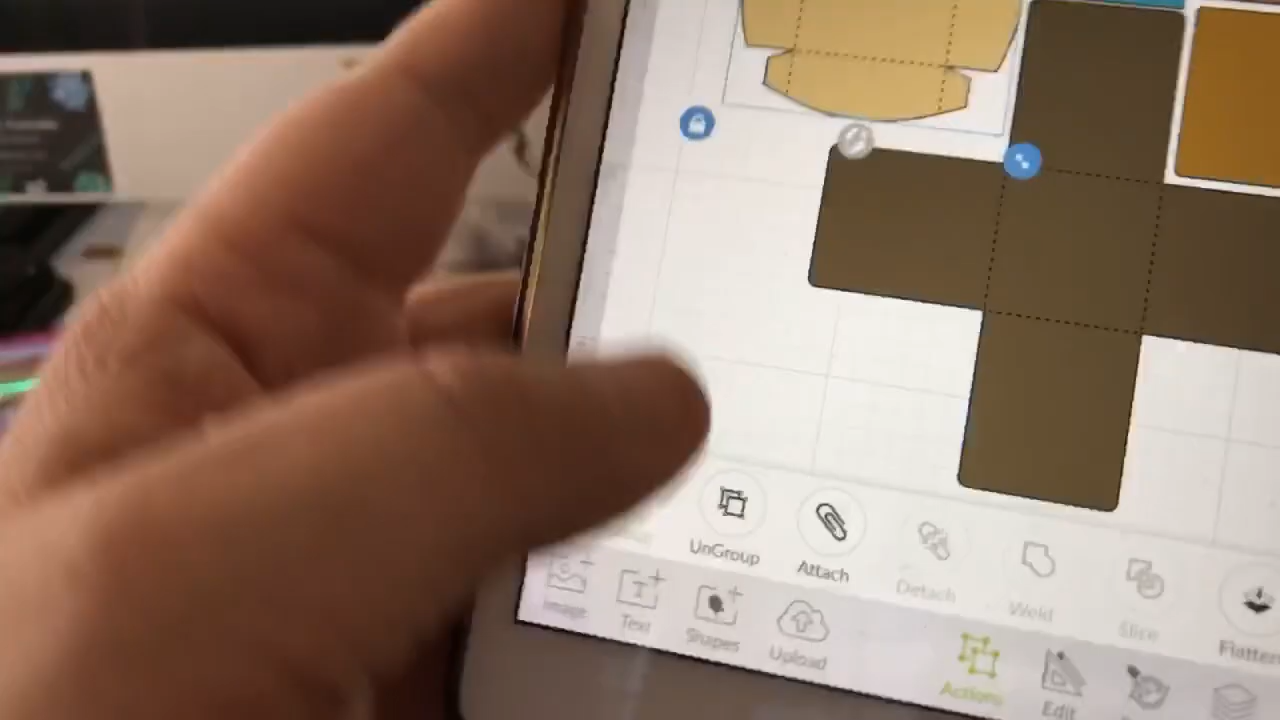 UnGroup
Attach
Detach
Weld
Slice
Flatten
Image
Text
Shapes
Upload
Actions
Edit